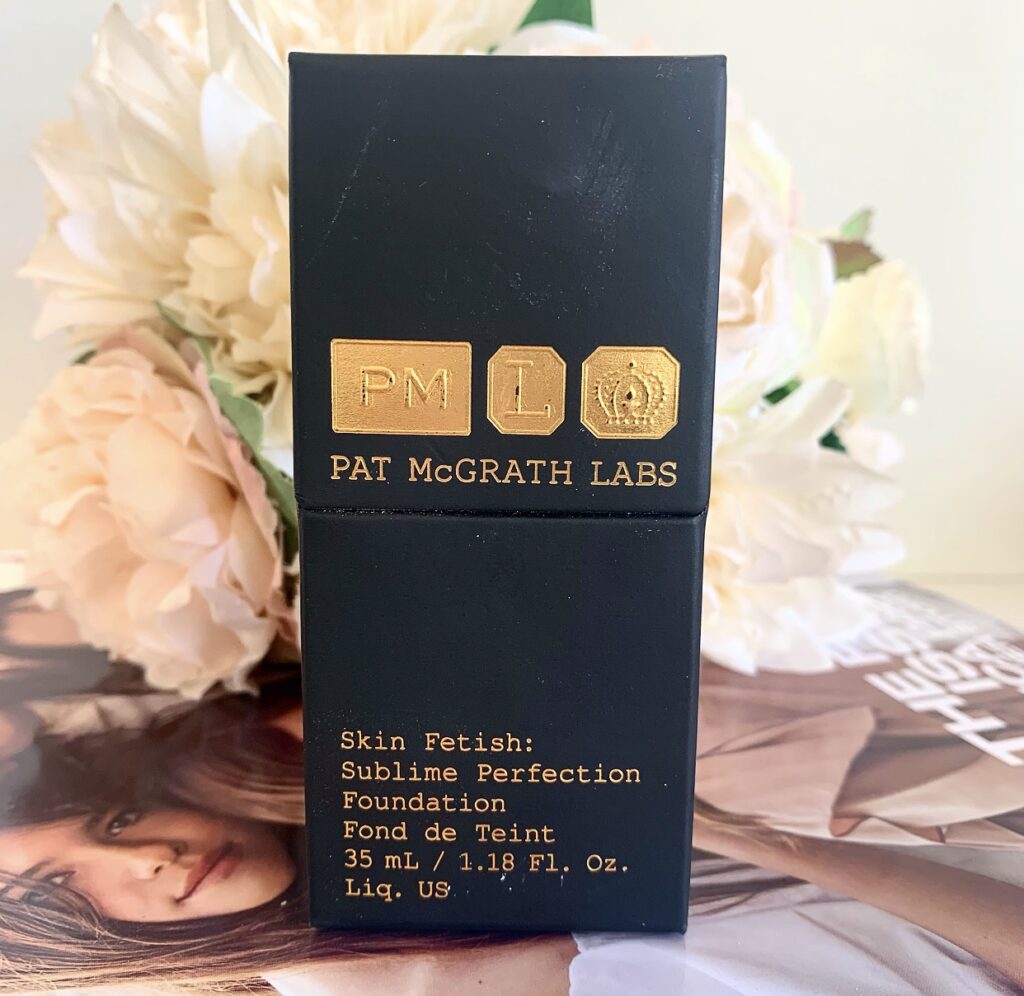 PM L
PAT McGRATH LABS
Skin Fetish:
Sublime Perfection
Foundation
Fond de Teint
35 mL / 1.18 Fl. Oz.
Liq. US
THE